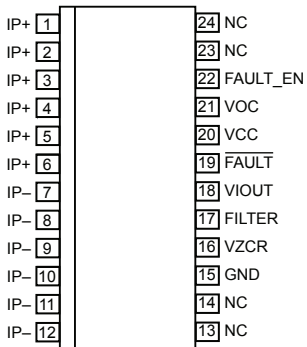 IP+ 1 24 NC
IP+ 2 23 NC
IP+ 3 22 FAULT_EN
IP+ 4 21 VOC
IP+ 5 20 VCC
IP+ 6 19 FAULT
IP– 7 18 VIOUT
IP– 8 17 FILTER
IP– 9 16 VZCR
IP– 10 15 GND
IP– 11 14 NC
IP– 12 13 NC